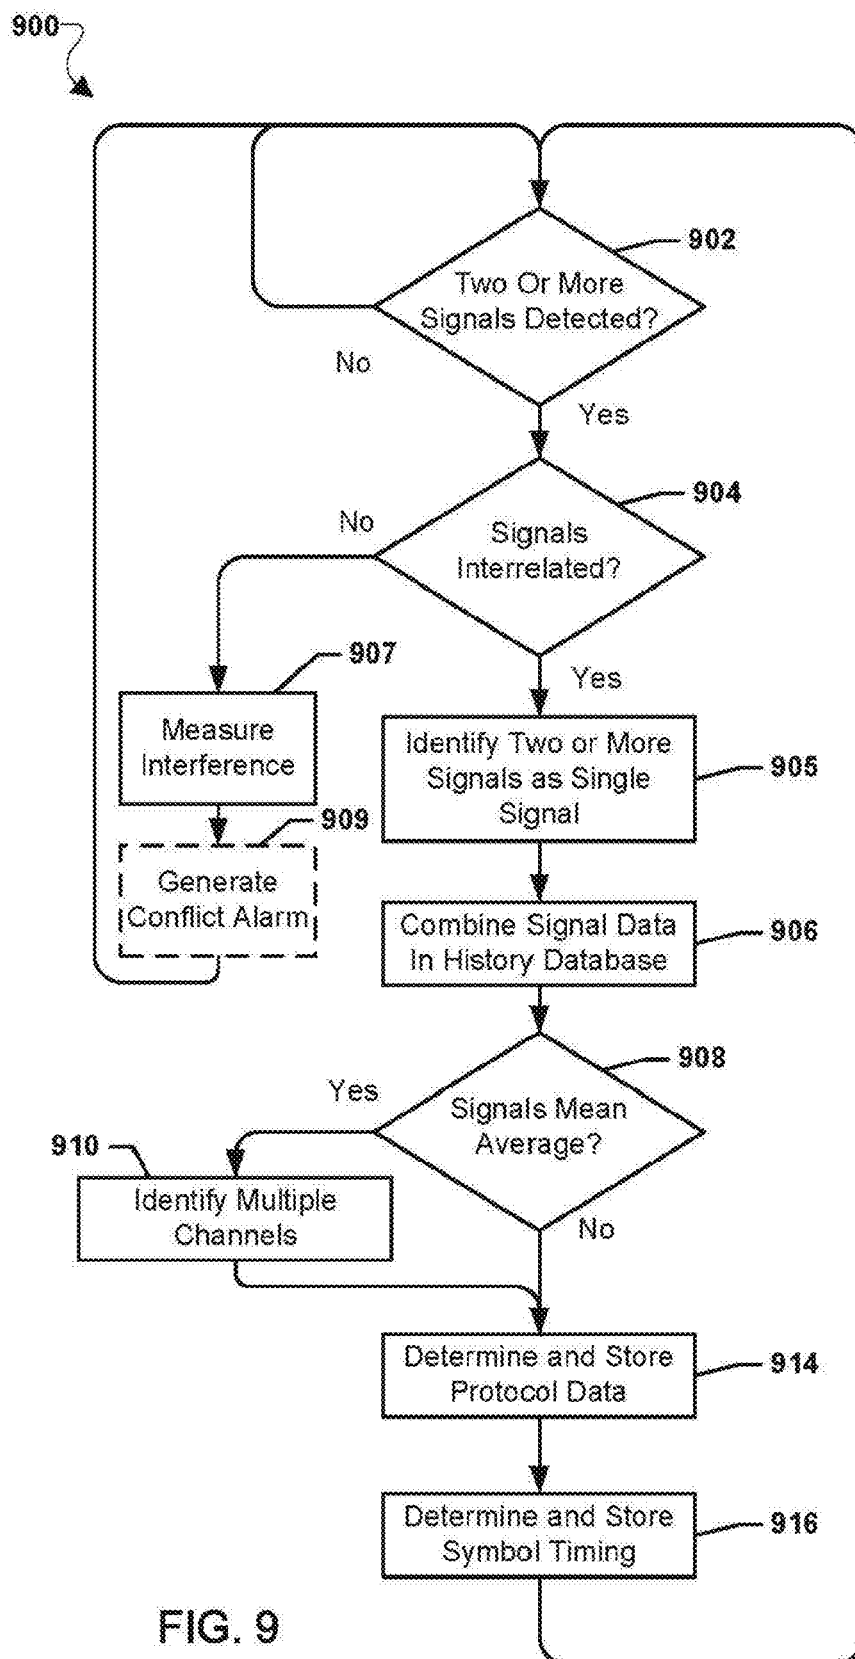 900
902
Two Or More
Signals Detected?
No
Yes
904
No
Signals
Interrelated?
Yes
907
Measure
Interference
Identify Two or More
Signals as Single
Signal
905
909
Generate
Conflict Alarm
Combine Signal Data
In History Database
906
908
Yes
Signals Mean
Average?
910
Identify Multiple
Channels
No
Determine and Store
Protocol Data
914
Determine and Store
Symbol Timing
916
FIG. 9